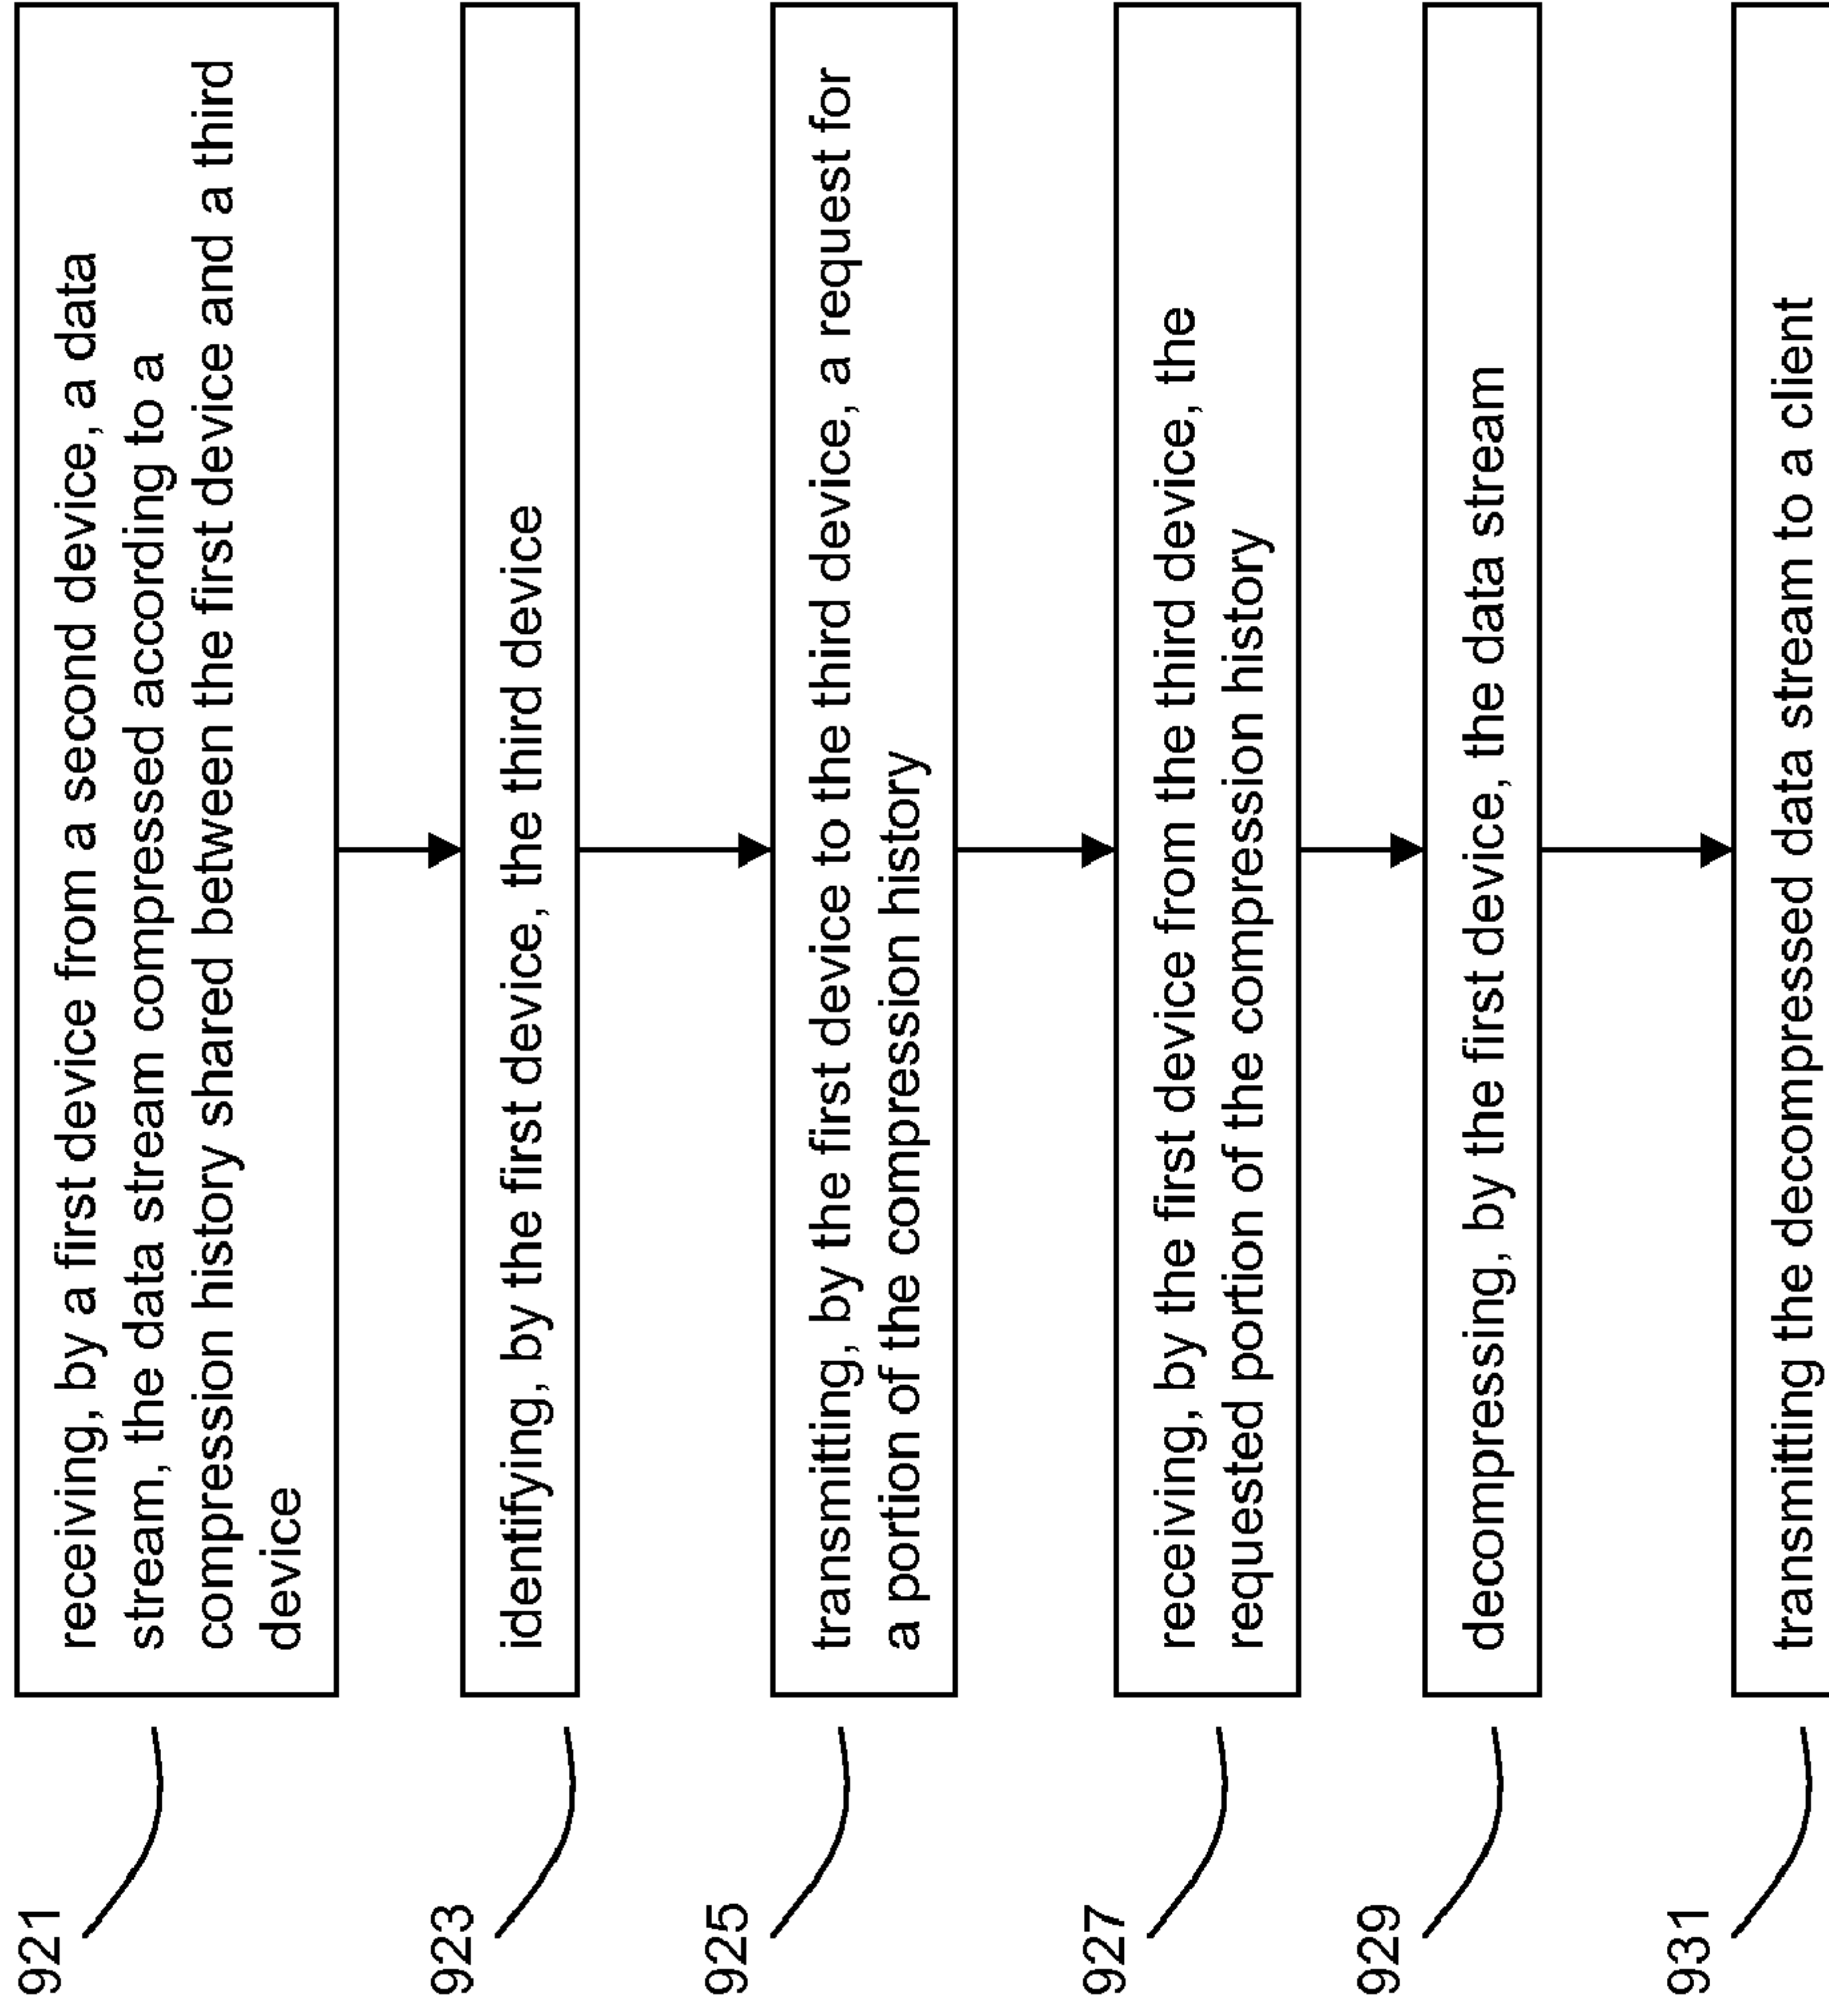 921
receiving, by a first device from a second device, a data
stream, the data stream compressed according to a
compression history shared between the first device and a third
device
923
identifying, by the first device, the third device
925
transmitting, by the first device to the third device, a request for
a portion of the compression history
927
receiving, by the first device from the third device, the
requested portion of the compression history
929
decompressing, by the first device, the data stream
931
transmitting the decompressed data stream to a client